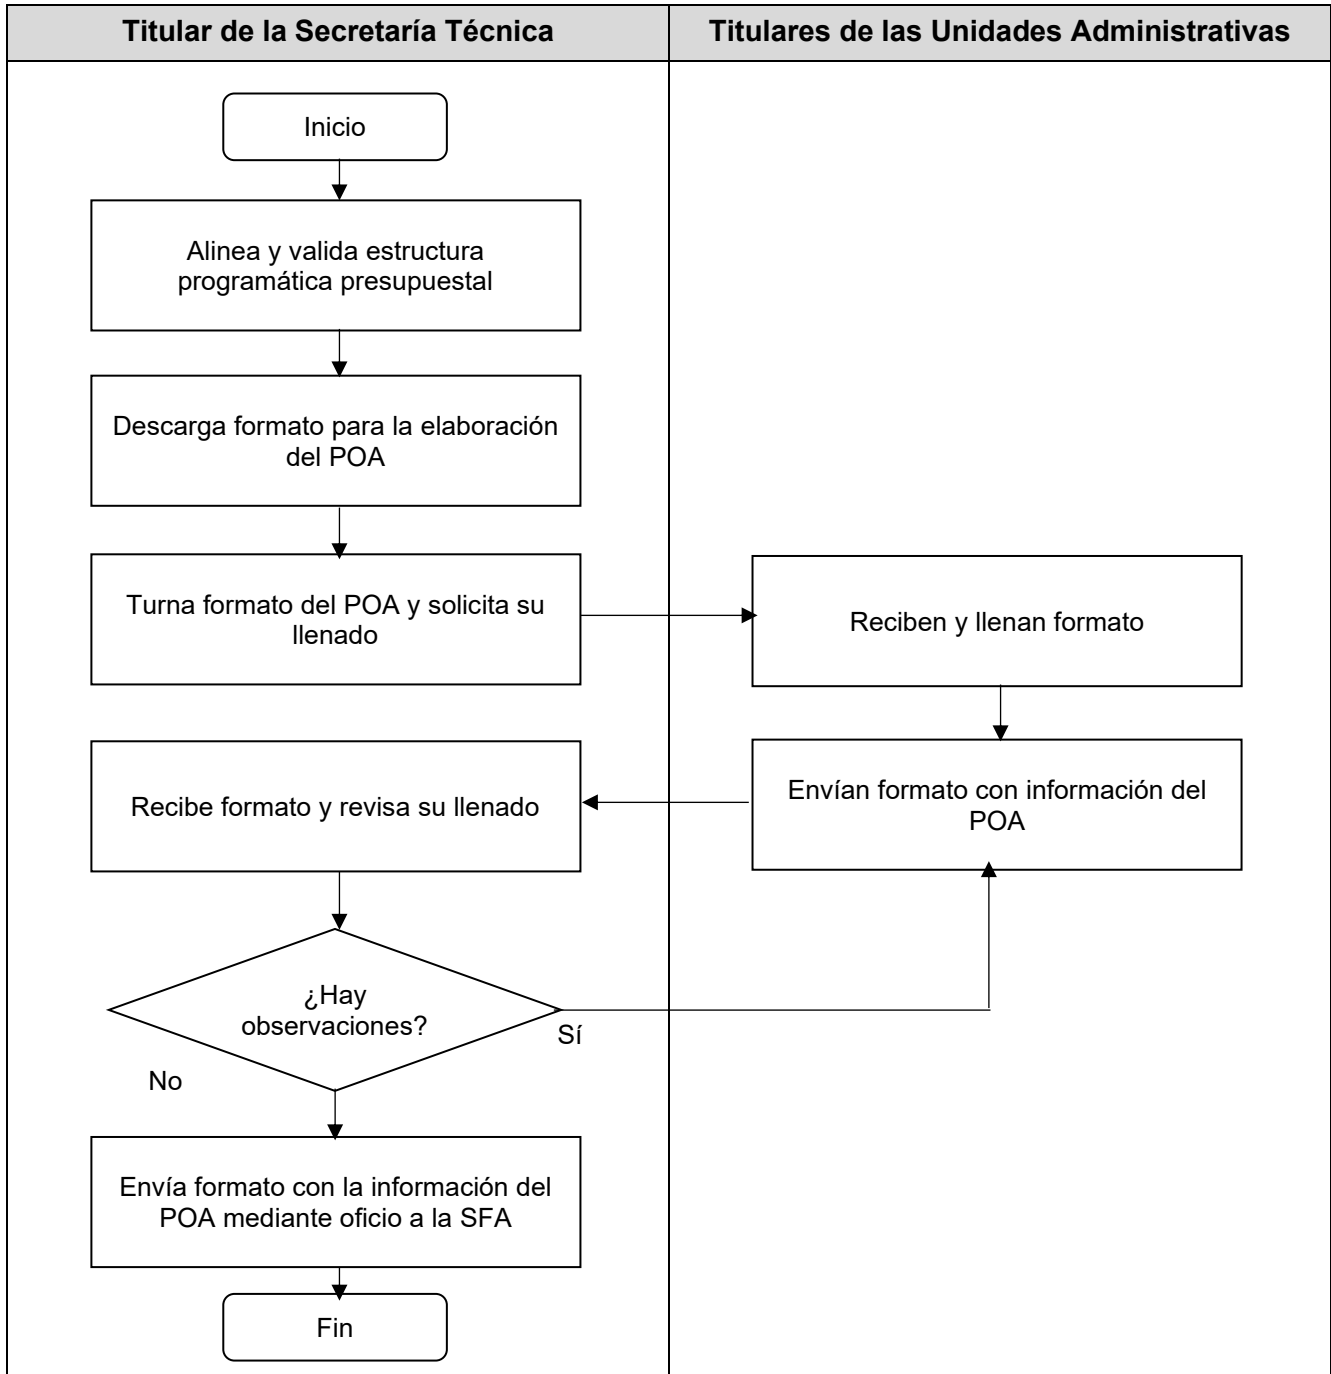 Titular de la Secretaría Técnica
Titulares de las Unidades Administrativas
Inicio
Alinea y valida estructura
programática presupuestal
Descarga formato para la elaboración
del POA
Turna formato del POA y solicita su
llenado
Reciben y llenan formato
Envían formato con información del
POA
Recibe formato y revisa su llenado
¿Hay
observaciones?
Sí
No
Envía formato con la información del
POA mediante oficio a la SFA
Fin